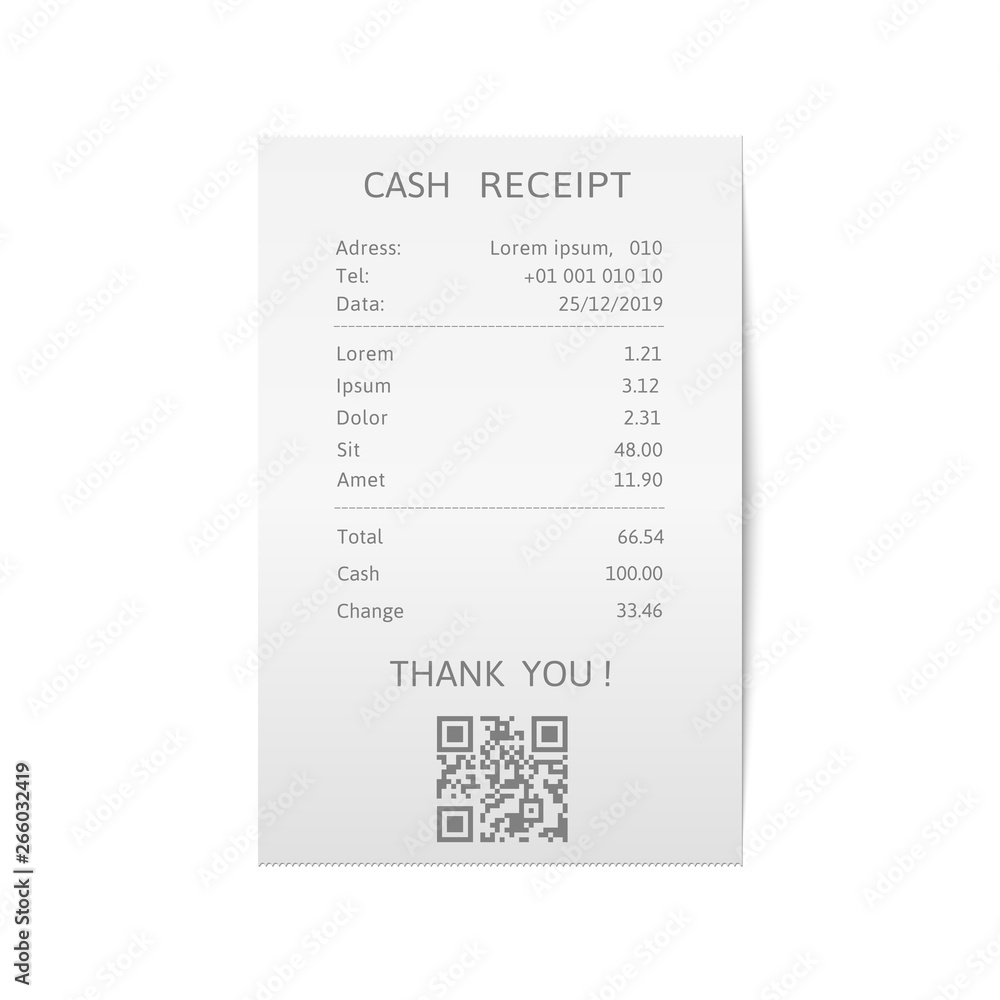 CASH RECEIPT
Adress: Lorem ipsum, 010
Tel: +01 001 010 10
Data: 25/12/2019
Lorem 1.21
Ipsum 3.12
Dolor 2.31
Sit 48.00
Amet 11.90
Total 66.54
Cash 100.00
Change 33.46
THANK YOU!
Adobe Stock | #266032419